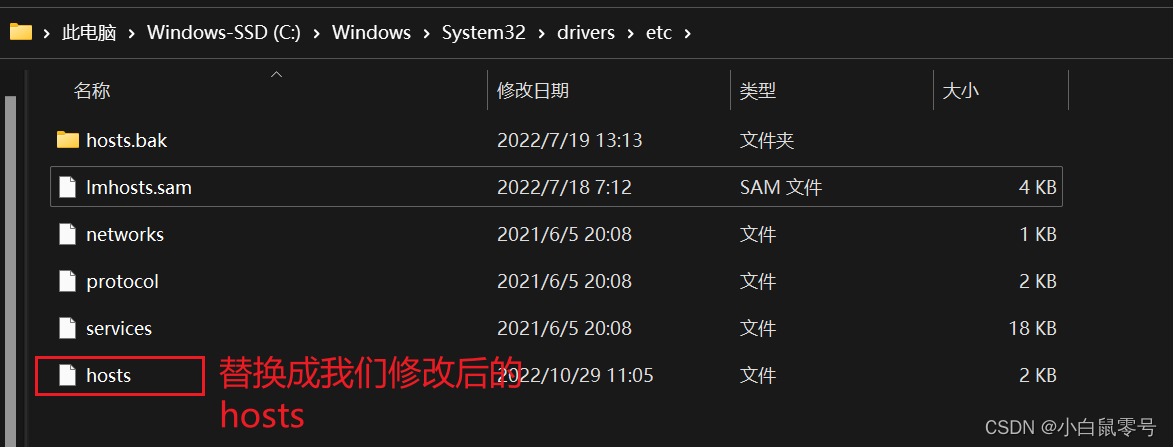 此电脑 > Windows-SSD (C:) > Windows > System32 > drivers > etc >
名称 修改日期 类型 大小
hosts.bak 2022/7/19 13:13 文件夹
lmhosts.sam 2022/7/18 7:12 SAM 文件 4 KB
networks 2021/6/5 20:08 文件 1 KB
protocol 2021/6/5 20:08 文件 2 KB
services 2021/6/5 20:08 文件 18 KB
hosts 2022/10/29 11:05 文件 2 KB
替换成我们修改后的
hosts
CSDN @小白鼠零号